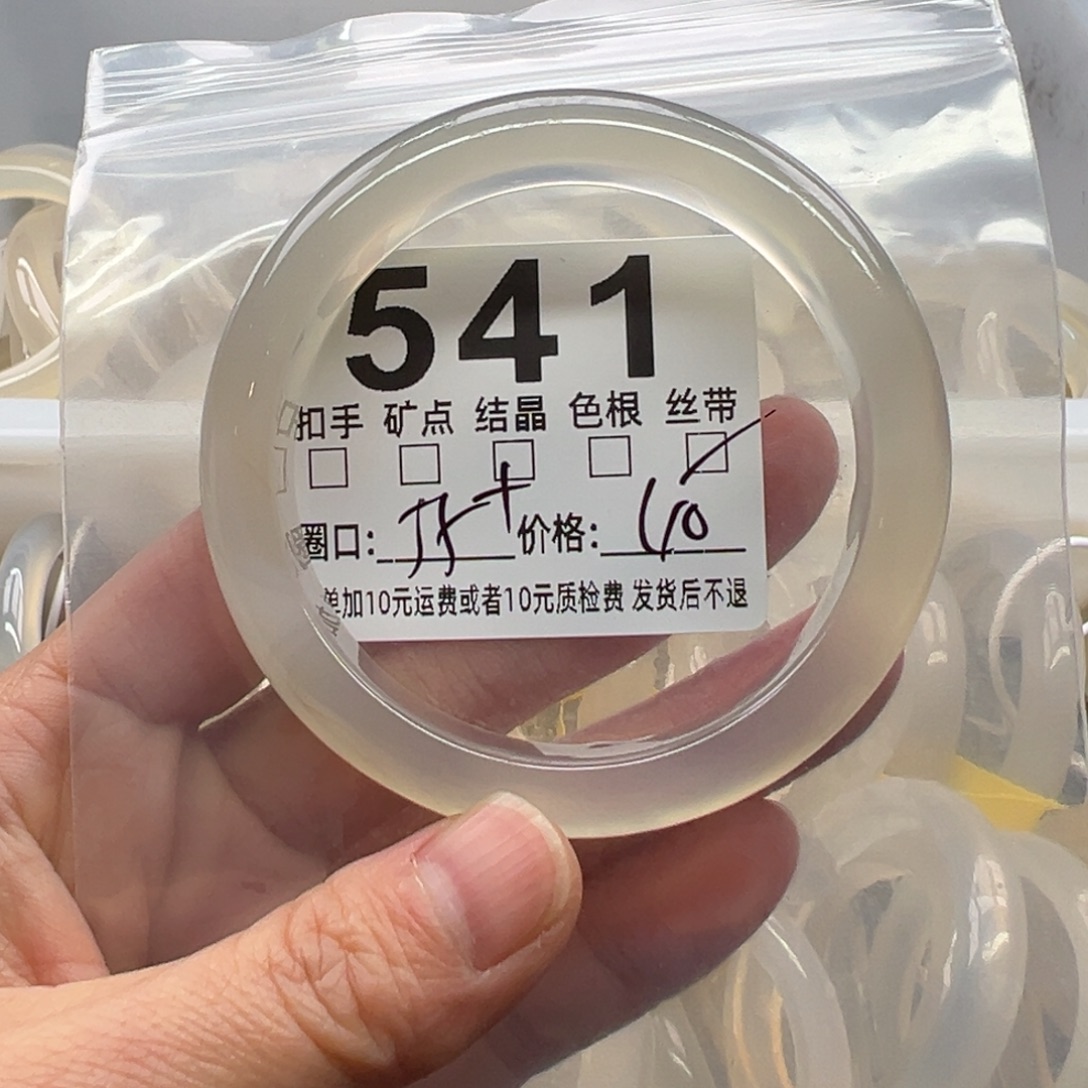 541
扣手 矿点 结晶 色根 丝带
圈口: 价格: 60
单加10元运费或者10元质检费 发货后不退